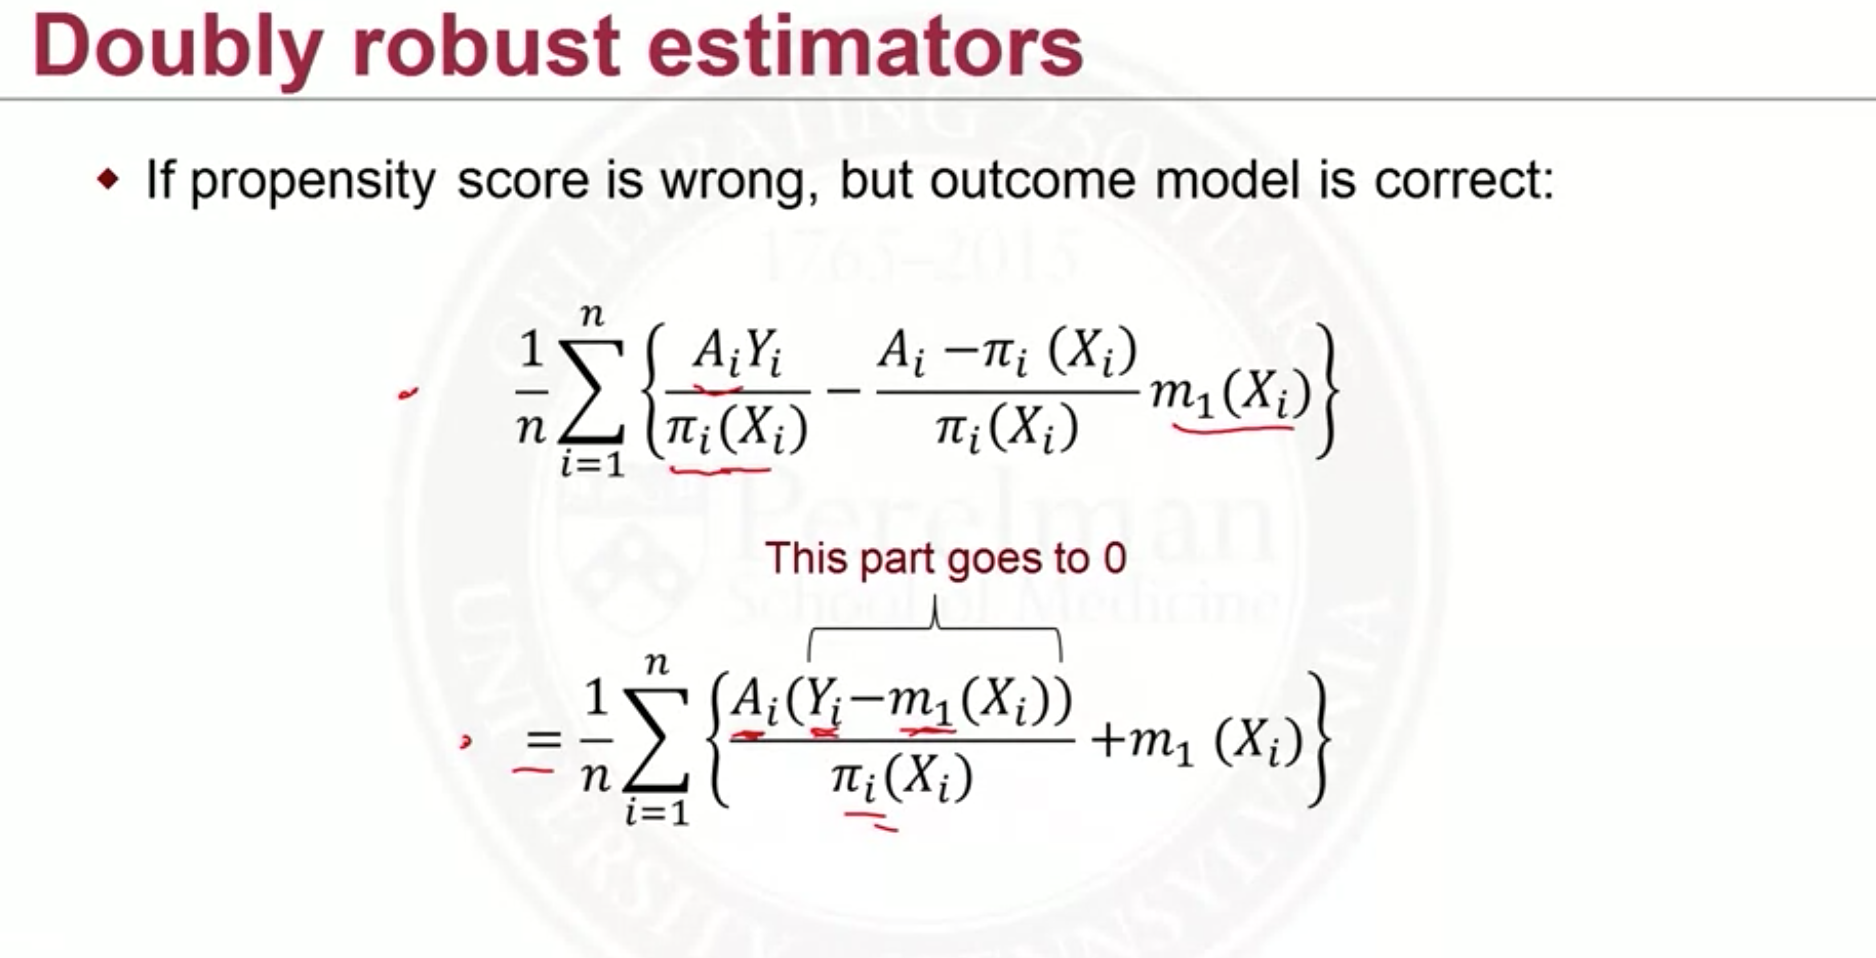 Doubly robust estimators
◆ If propensity score is wrong, but outcome model is correct:
$\frac{1}{n}\sum_{i=1}^{n}\left\{\frac{A_iY_i}{\pi_i(X_i)} - \frac{A_i - \pi_i(X_i)}{\pi_i(X_i)}m_1(X_i)\right\}$
This part goes to 0
$=\frac{1}{n}\sum_{i=1}^{n}\left\{\frac{A_i(Y_i - m_1(X_i))}{\pi_i(X_i)} + m_1(X_i)\right\}$
CELEBRATING 250 YEARS
1765–2015
Perelman
School of Medicine
UNIVERSITY OF PENNSYLVANIA